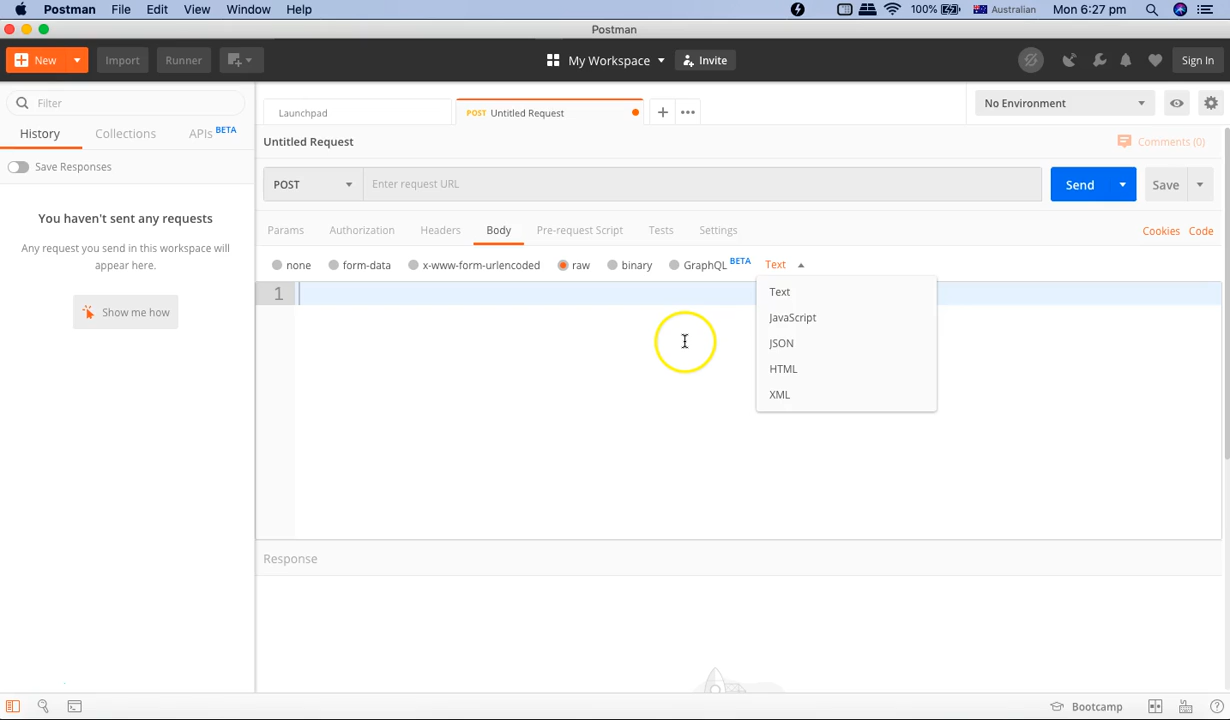 Postman File Edit View Window Help 100% Australian Mon 6:27 pm
Postman
New Import Runner My Workspace Invite Sign In
Filter
History Collections APIs BETA
Save Responses
You haven't sent any requests
Any request you send in this workspace will
appear here.
Show me how
Launchpad POST Untitled Request No Environment
Untitled Request Comments (0)
POST Enter request URL Send Save
Params Authorization Headers Body Pre-request Script Tests Settings Cookies Code
none form-data x-www-form-urlencoded raw binary GraphQL BETA Text
1
Text
JavaScript
JSON
HTML
XML
Response
Bootcamp